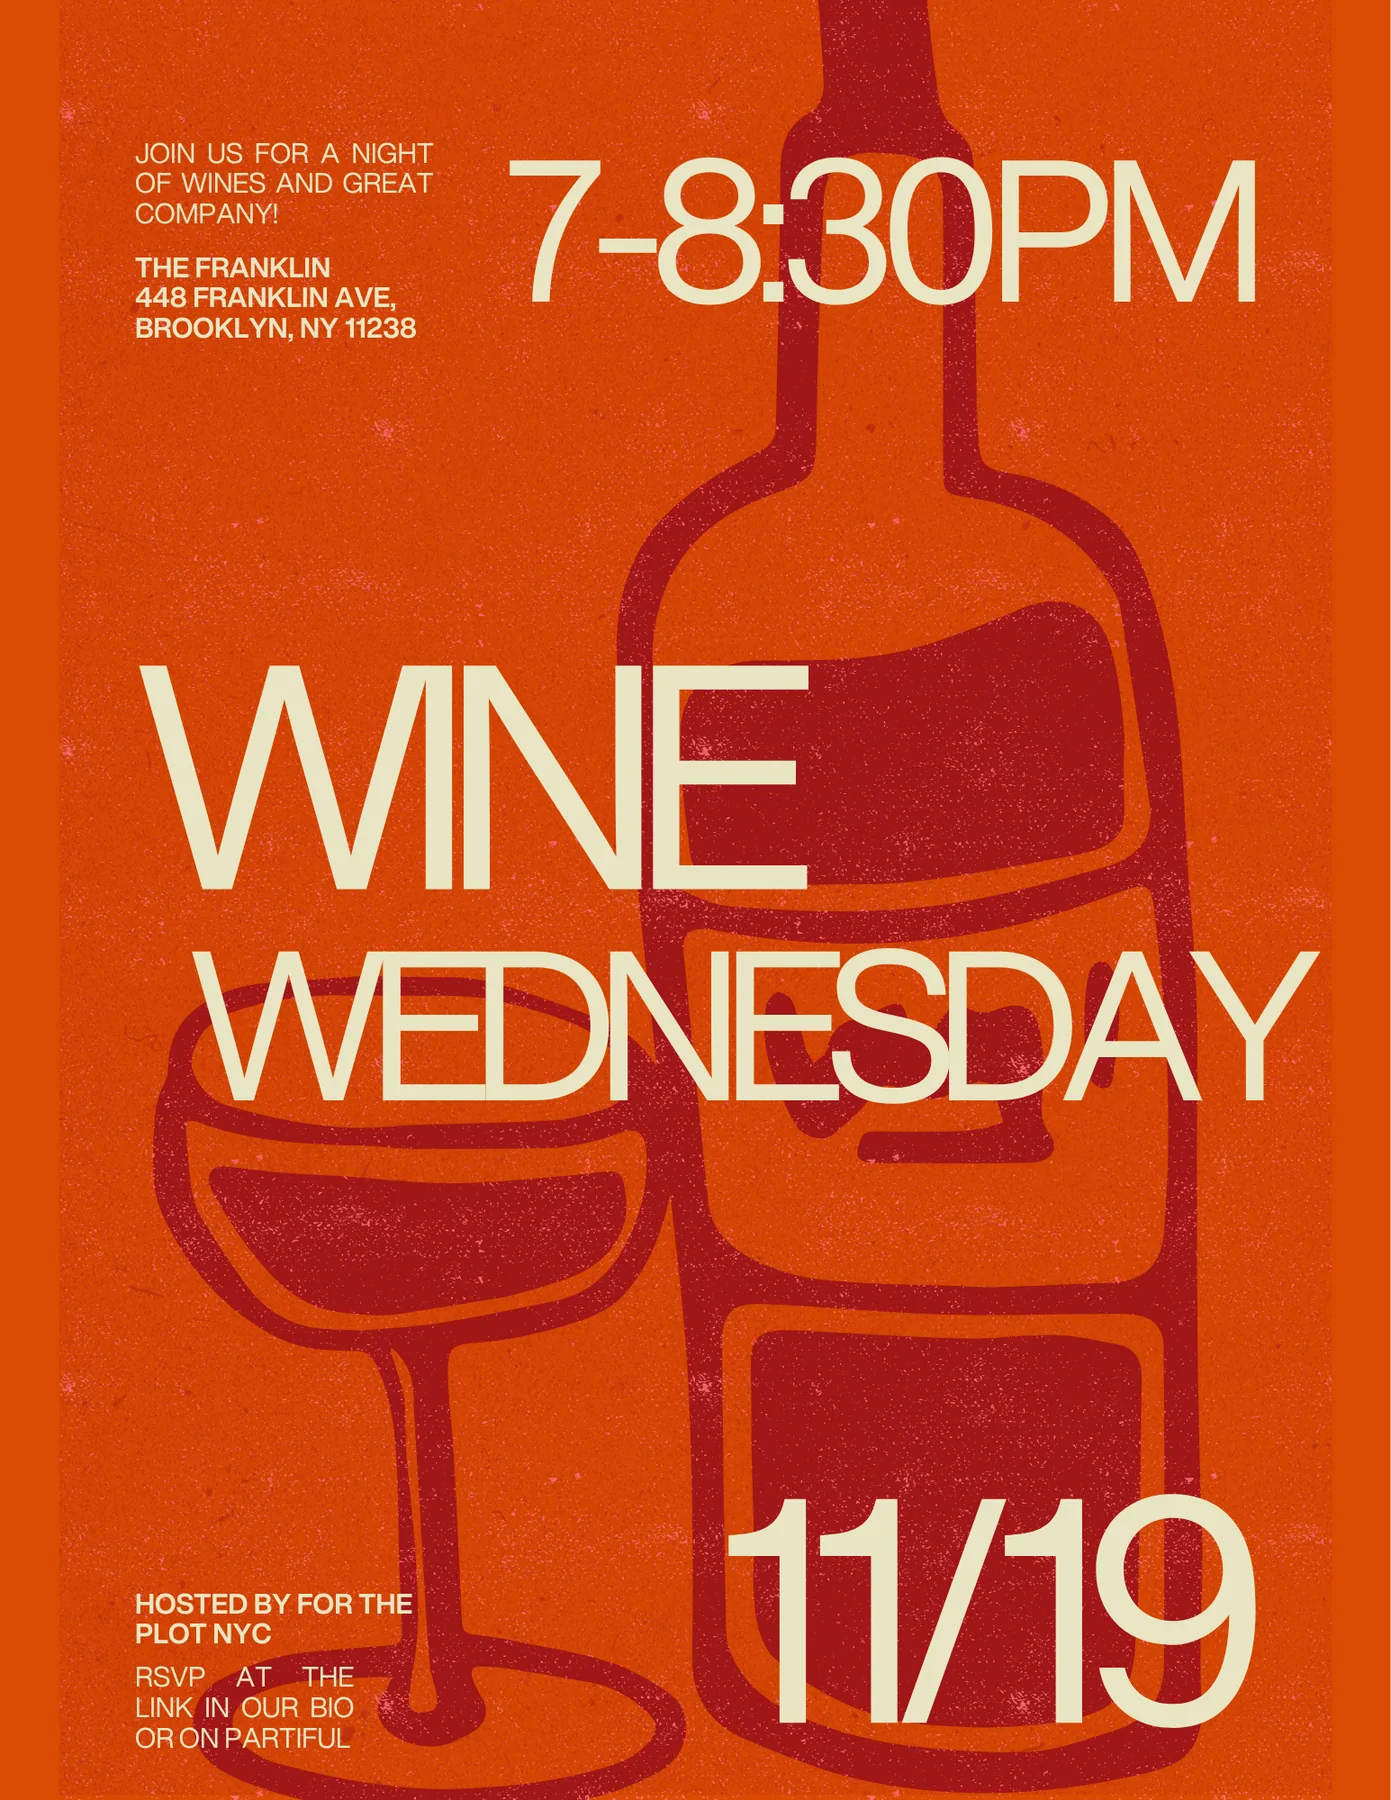 JOIN US FOR A NIGHT
OF WINES AND GREAT
COMPANY!
THE FRANKLIN
448 FRANKLIN AVE,
BROOKLYN, NY 11238
7-8:30PM
WINE
WEDNESDAY
11/19
HOSTED BY FOR THE
PLOT NYC
RSVP AT THE
LINK IN OUR BIO
OR ON PARTIFUL